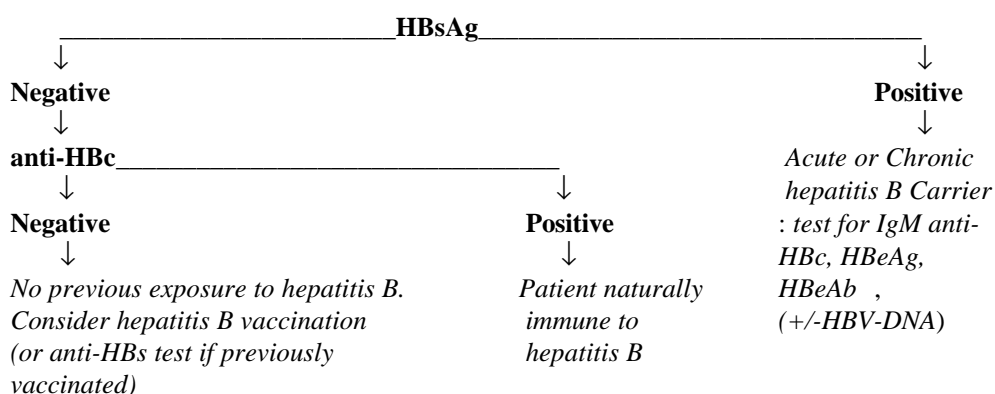 HBsAg
↓ ↓
Negative Positive
↓ ↓
anti-HBc Acute or Chronic
↓ ↓ hepatitis B Carrier
Negative Positive : test for IgM anti-
↓ ↓ HBc, HBeAg,
No previous exposure to hepatitis B. Patient naturally HBeAb ,
Consider hepatitis B vaccination immune to (+/-HBV-DNA)
(or anti-HBs test if previously hepatitis B
vaccinated)